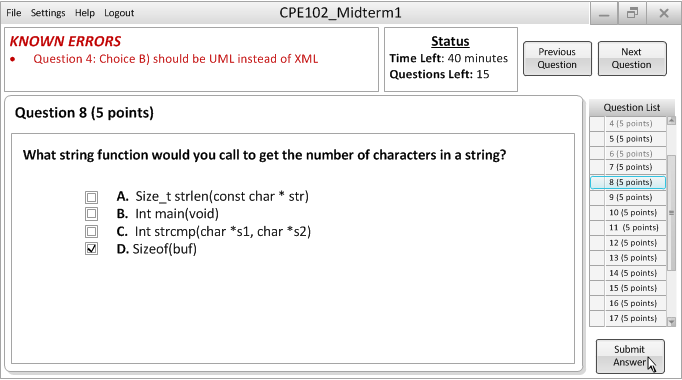 File Settings Help Logout CPE102_Midterm1
KNOWN ERRORS
• Question 4: Choice B) should be UML instead of XML
Status
Time Left: 40 minutes
Questions Left: 15
Previous Question
Next Question
Question 8 (5 points)
What string function would you call to get the number of characters in a string?
A. Size_t strlen(const char * str)
B. Int main(void)
C. Int strcmp(char *s1, char *s2)
D. Sizeof(buf)
Question List
4 (5 points)
5 (5 points)
6 (5 points)
7 (5 points)
8 (5 points)
9 (5 points)
10 (5 points)
11 (5 points)
12 (5 points)
13 (5 points)
14 (5 points)
15 (5 points)
16 (5 points)
17 (5 points)
Submit
Answer